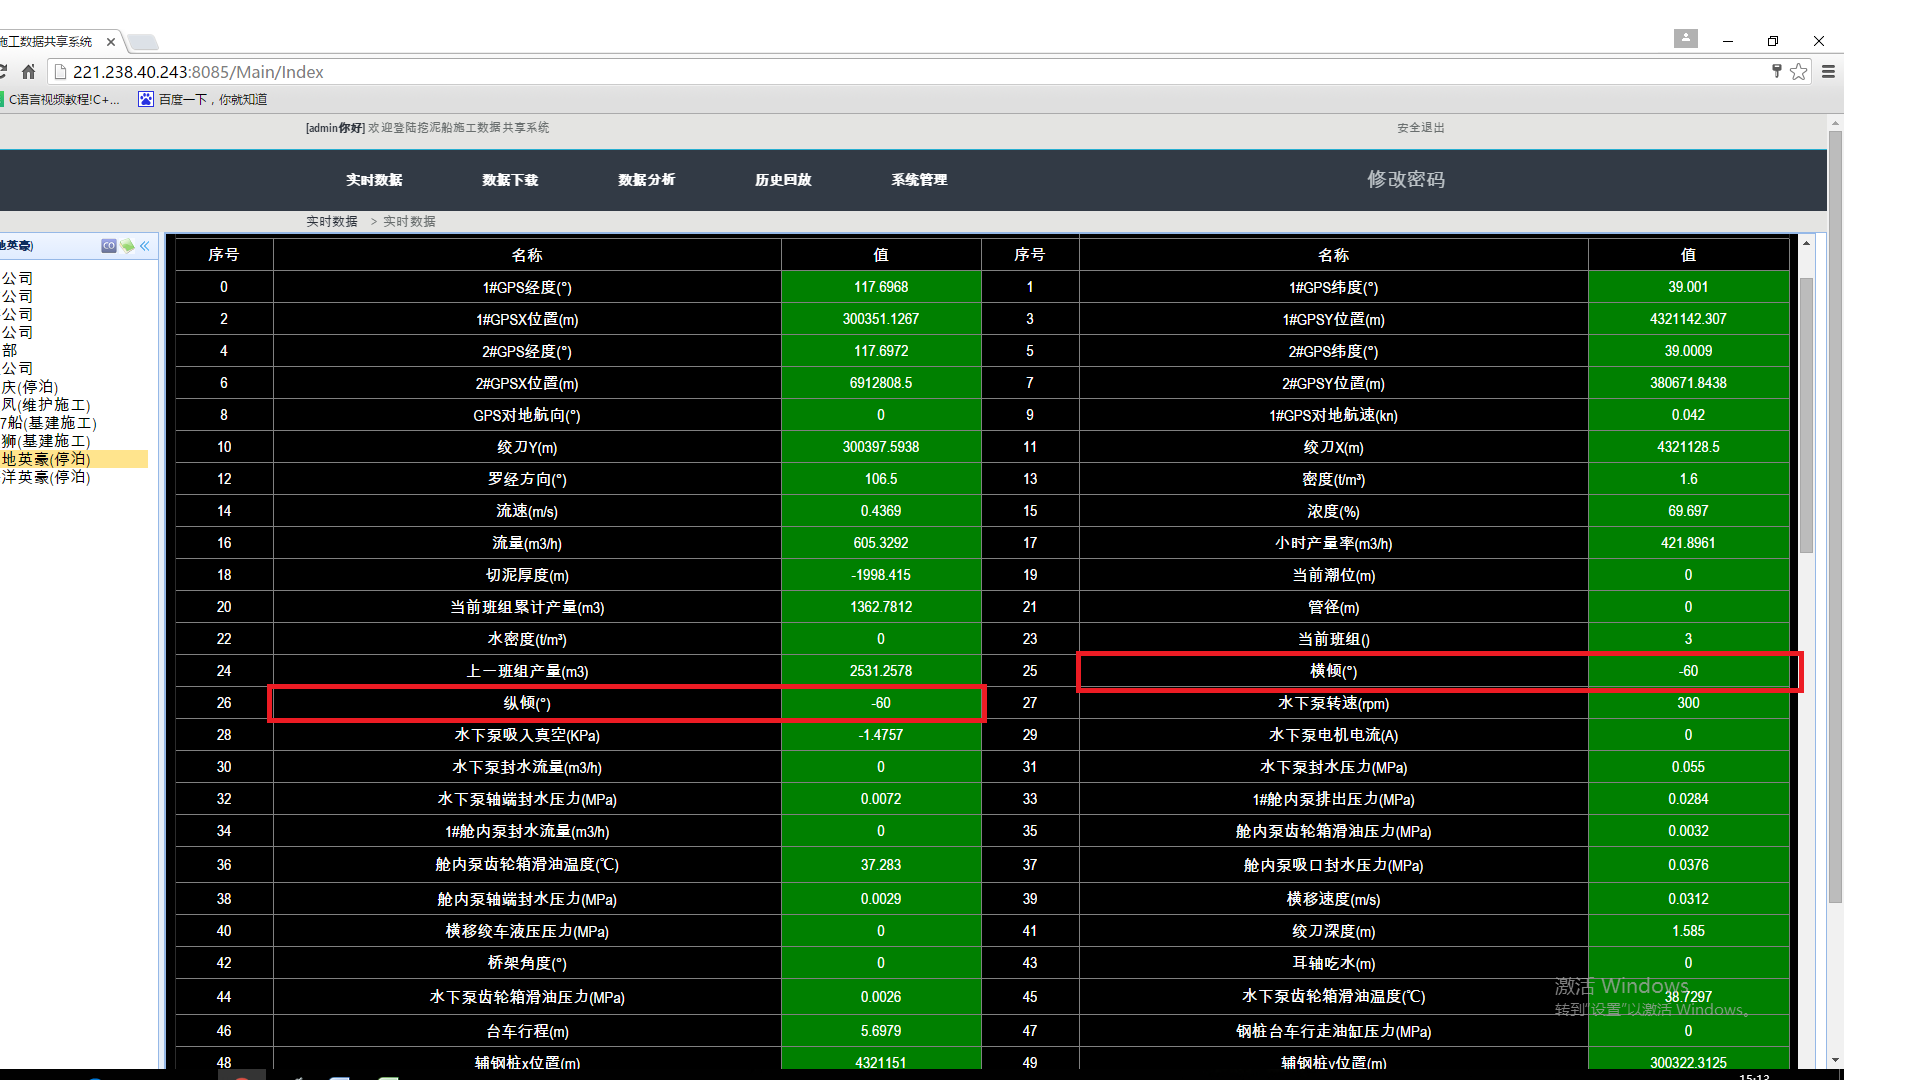 施工数据共享系统
221.238.40.243:8085/Main/Index
C语言视频教程!C+...
百度一下，你就知道
[admin你好] 欢迎登陆挖泥船施工数据共享系统
安全退出
实时数据 数据下载 数据分析 历史回放 系统管理 修改密码
实时数据 > 实时数据
地英豪)
公司
公司
公司
公司
部
公司
庆(停泊)
凤(维护施工)
7船(基建施工)
狮(基建施工)
地英豪(停泊)
洋英豪(停泊)
序号 名称 值 序号 名称 值
0 1#GPS经度(°) 117.6968 1 1#GPS纬度(°) 39.001
2 1#GPSX位置(m) 300351.1267 3 1#GPSY位置(m) 4321142.307
4 2#GPS经度(°) 117.6972 5 2#GPS纬度(°) 39.0009
6 2#GPSX位置(m) 6912808.5 7 2#GPSY位置(m) 380671.8438
8 GPS对地航向(°) 0 9 1#GPS对地航速(kn) 0.042
10 绞刀Y(m) 300397.5938 11 绞刀X(m) 4321128.5
12 罗经方向(°) 106.5 13 密度(t/m³) 1.6
14 流速(m/s) 0.4369 15 浓度(%) 69.697
16 流量(m3/h) 605.3292 17 小时产量率(m3/h) 421.8961
18 切泥厚度(m) -1998.415 19 当前潮位(m) 0
20 当前班组累计产量(m3) 1362.7812 21 管径(m) 0
22 水密度(t/m³) 0 23 当前班组() 3
24 上一班组产量(m3) 2531.2578 25 横倾(°) -60
26 纵倾(°) -60 27 水下泵转速(rpm) 300
28 水下泵吸入真空(KPa) -1.4757 29 水下泵电机电流(A) 0
30 水下泵封水流量(m3/h) 0 31 水下泵封水压力(MPa) 0.055
32 水下泵轴端封水压力(MPa) 0.0072 33 1#舱内泵排出压力(MPa) 0.0284
34 1#舱内泵封水流量(m3/h) 0 35 舱内泵齿轮箱滑油压力(MPa) 0.0032
36 舱内泵齿轮箱滑油温度(℃) 37.283 37 舱内泵吸口封水压力(MPa) 0.0376
38 舱内泵轴端封水压力(MPa) 0.0029 39 横移速度(m/s) 0.0312
40 横移绞车液压压力(MPa) 0 41 绞刀深度(m) 1.585
42 桥架角度(°) 0 43 耳轴吃水(m) 0
44 水下泵齿轮箱滑油压力(MPa) 0.0026 45 水下泵齿轮箱滑油温度(℃) 38.7297
46 台车行程(m) 5.6979 47 钢桩台车行走油缸压力(MPa) 0
48 辅钢桩x位置(m) 4321151 49 辅钢桩y位置(m) 300322.3125
激活 Windows
转到"设置"以激活 Windows。
15:13